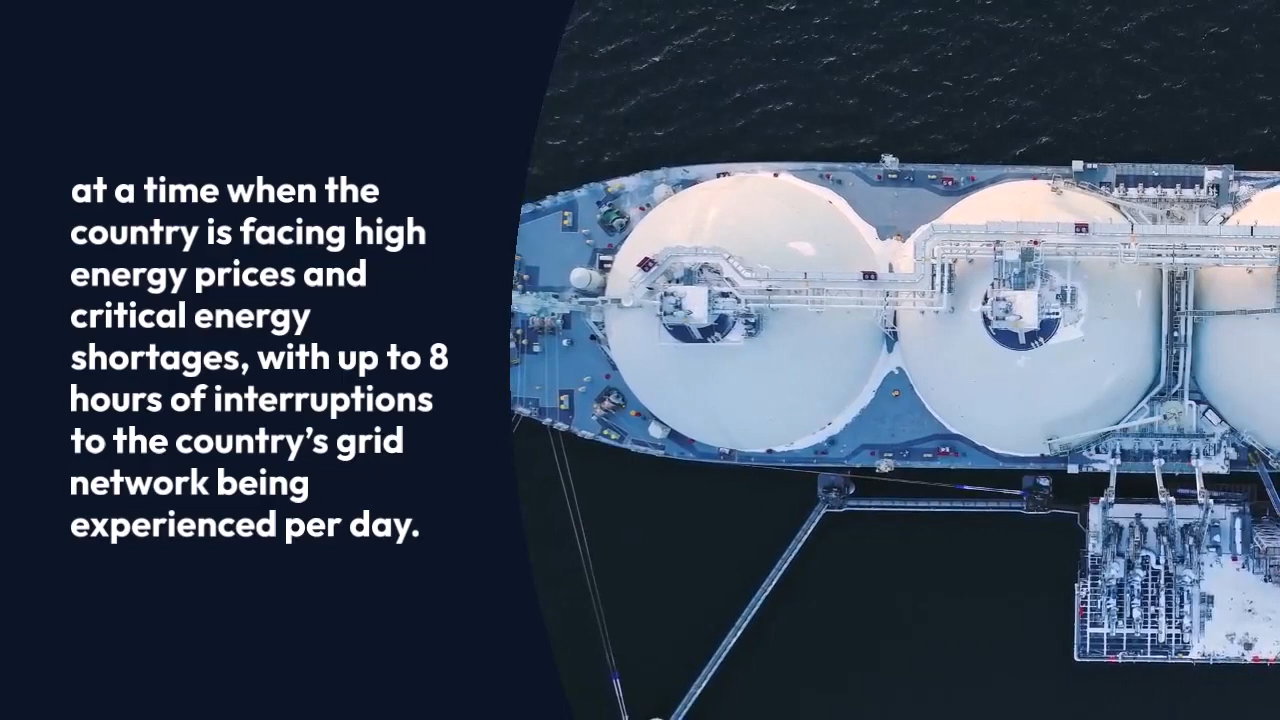 at a time when the
country is facing high
energy prices and
critical energy
shortages, with up to 8
hours of interruptions
to the country’s grid
network being
experienced per day.